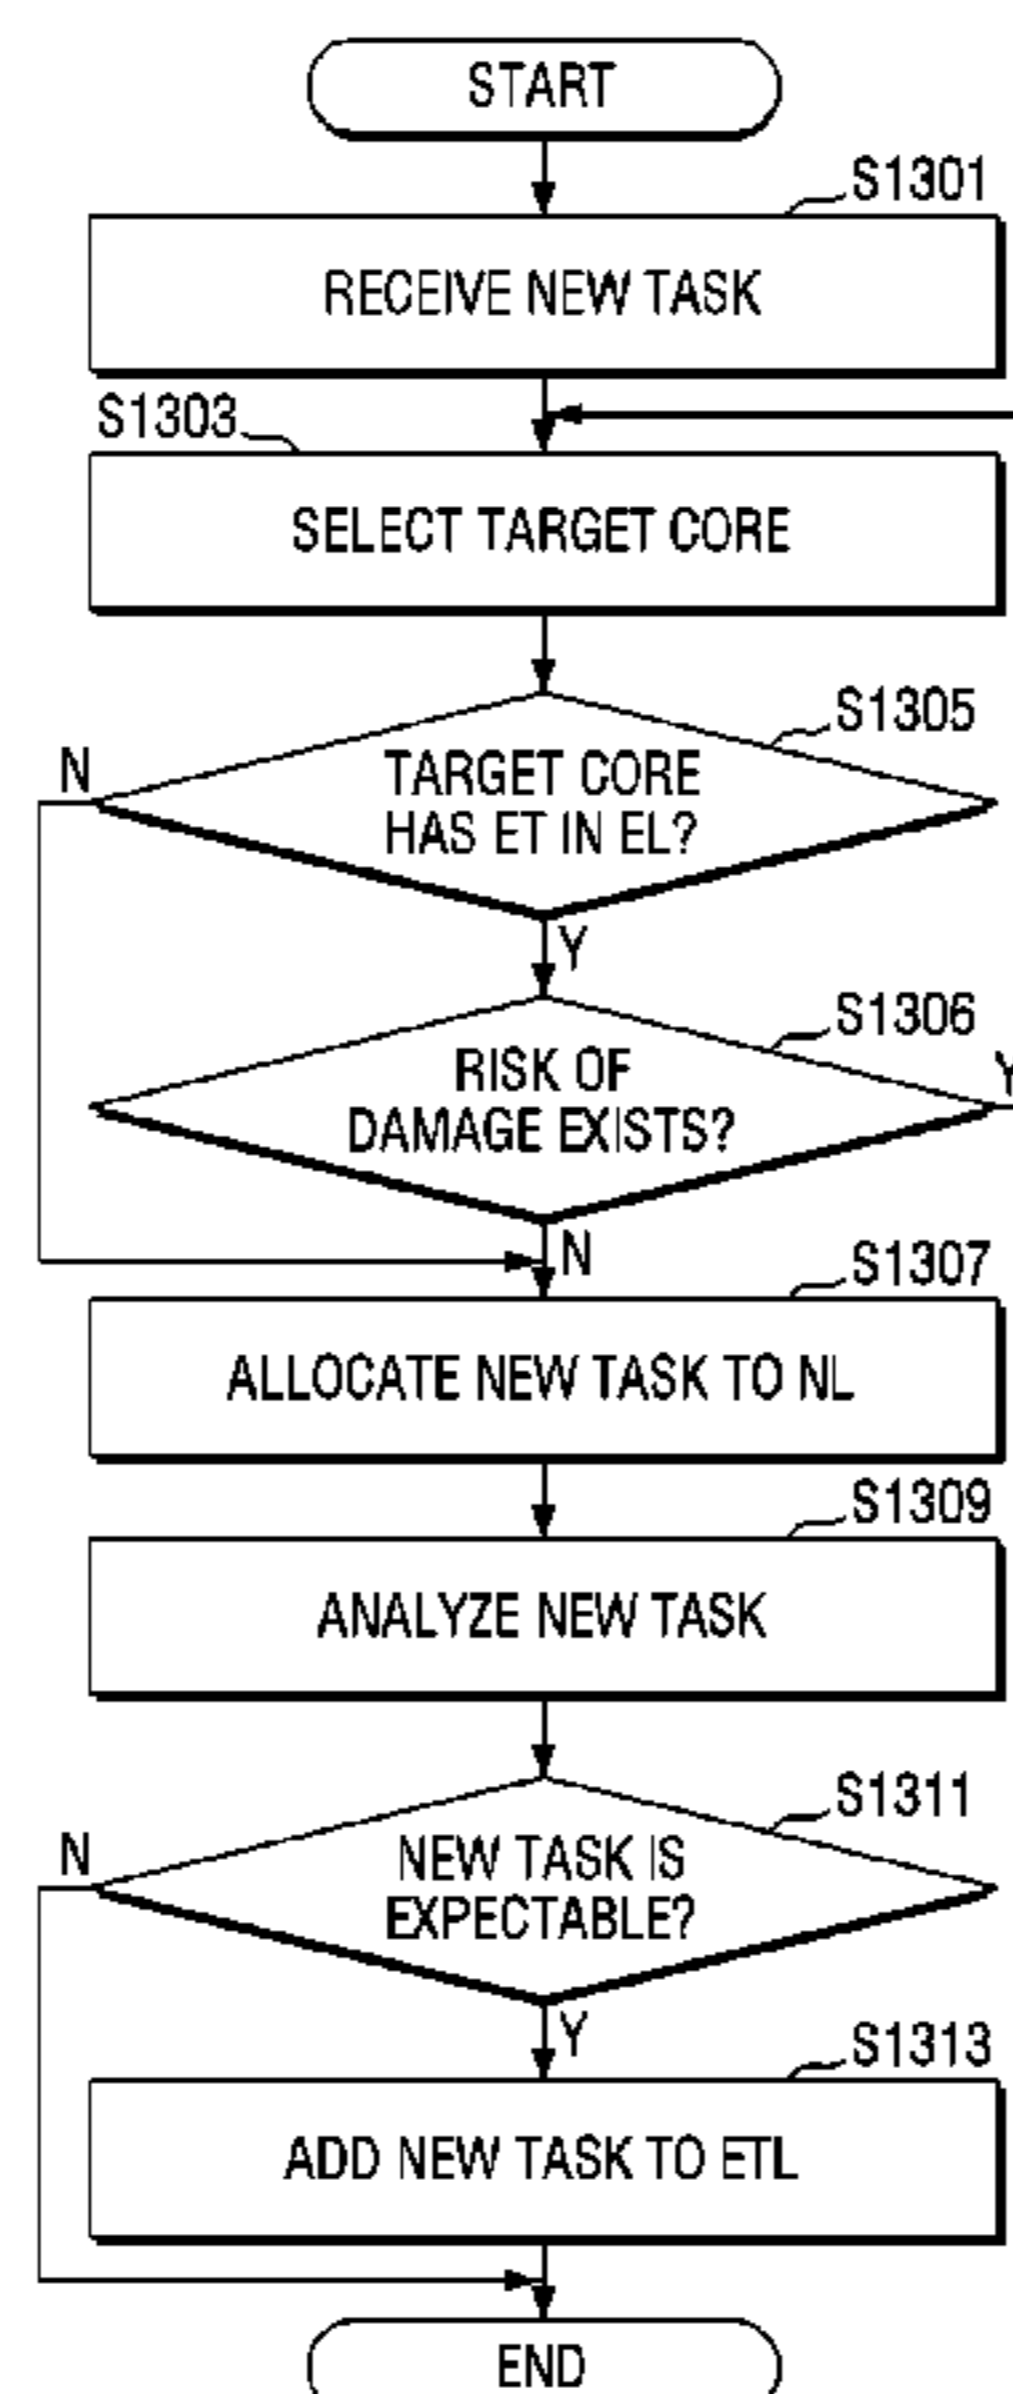 START
S1301
RECEIVE NEW TASK
S1303
SELECT TARGET CORE
S1305
N
TARGET CORE
HAS ET IN EL?
Y
S1306
RISK OF
DAMAGE EXISTS?
Y
N
S1307
ALLOCATE NEW TASK TO NL
S1309
ANALYZE NEW TASK
S1311
N
NEW TASK IS
EXPECTABLE?
Y
S1313
ADD NEW TASK TO ETL
END